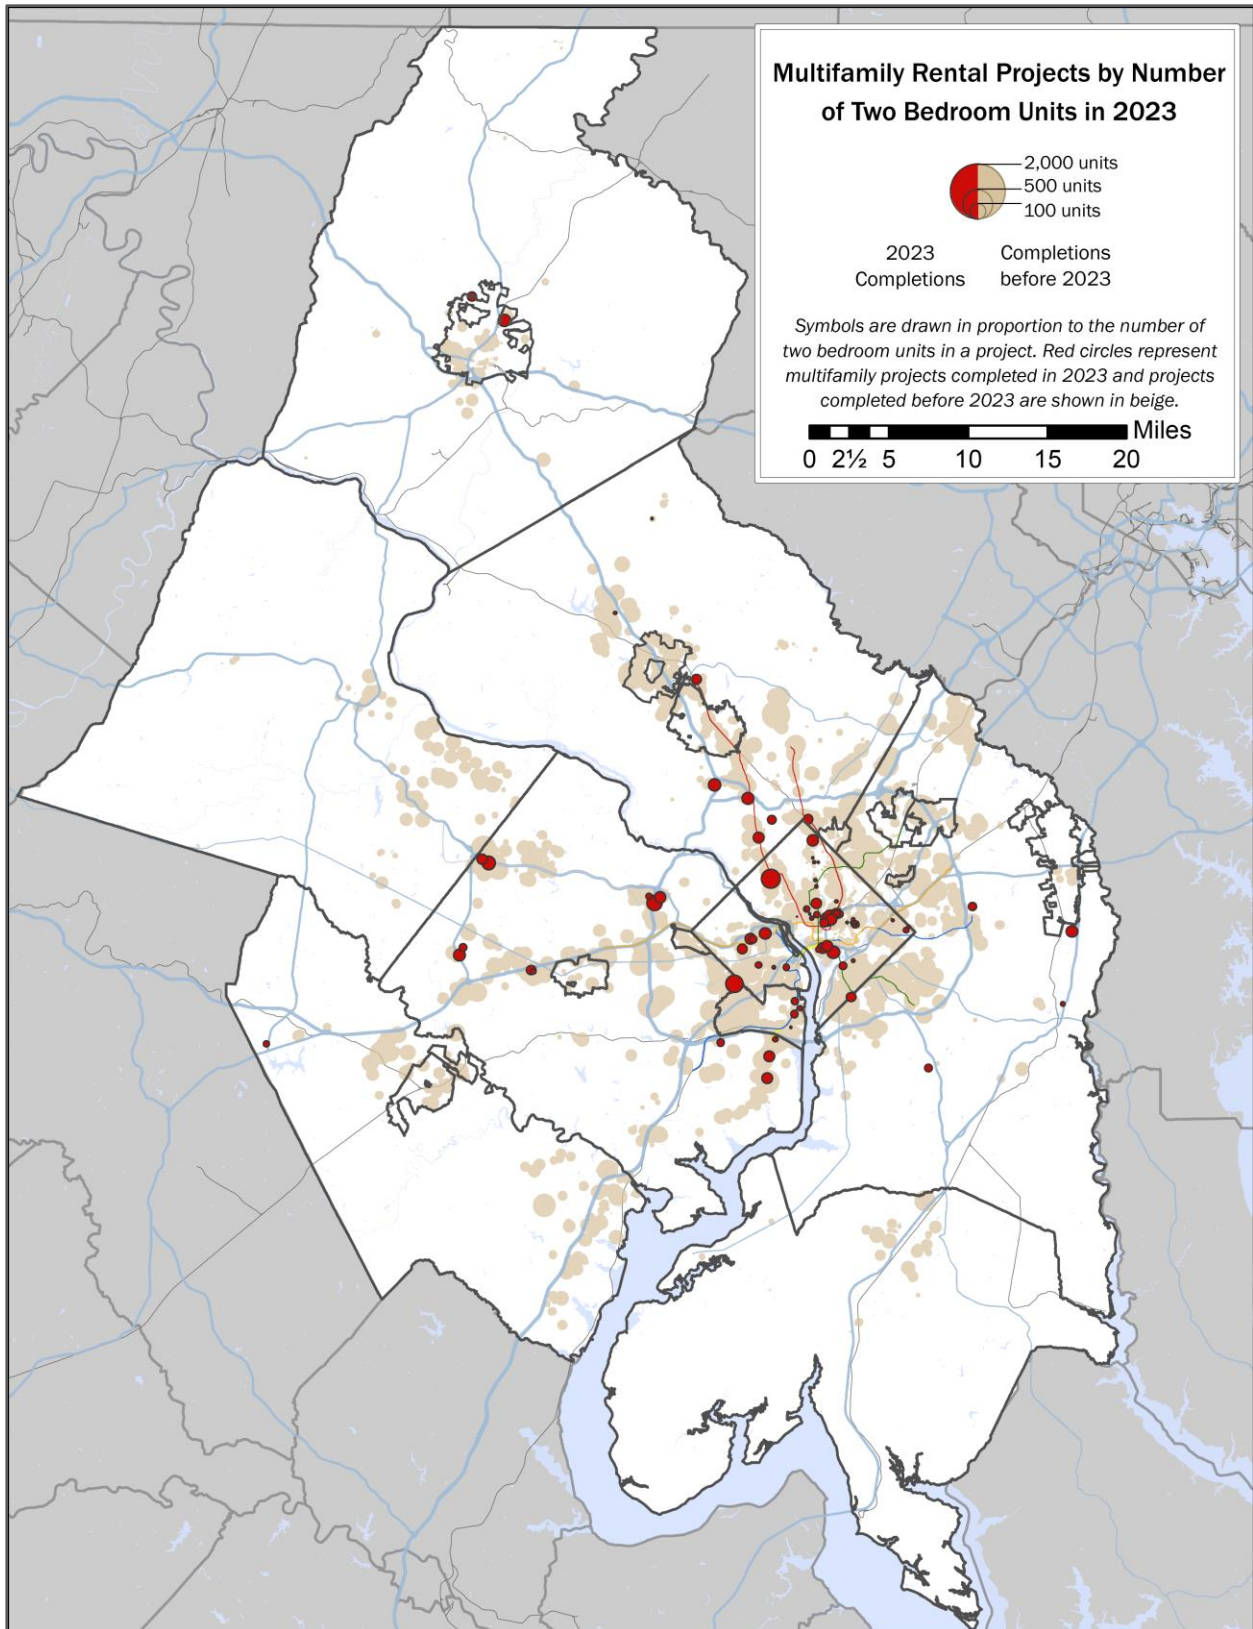 Multifamily Rental Projects by Number
of Two Bedroom Units in 2023
2,000 units
500 units
100 units
2023
Completions
Completions
before 2023
Symbols are drawn in proportion to the number of
two bedroom units in a project. Red circles represent
multifamily projects completed in 2023 and projects
completed before 2023 are shown in beige.
Miles
0 2½ 5 10 15 20